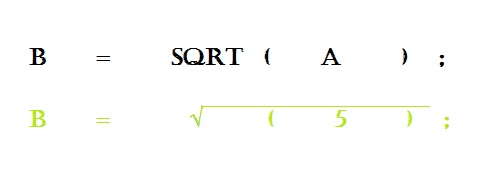 B = SQRT ( A ) ;
B = √ ( 5 ) ;